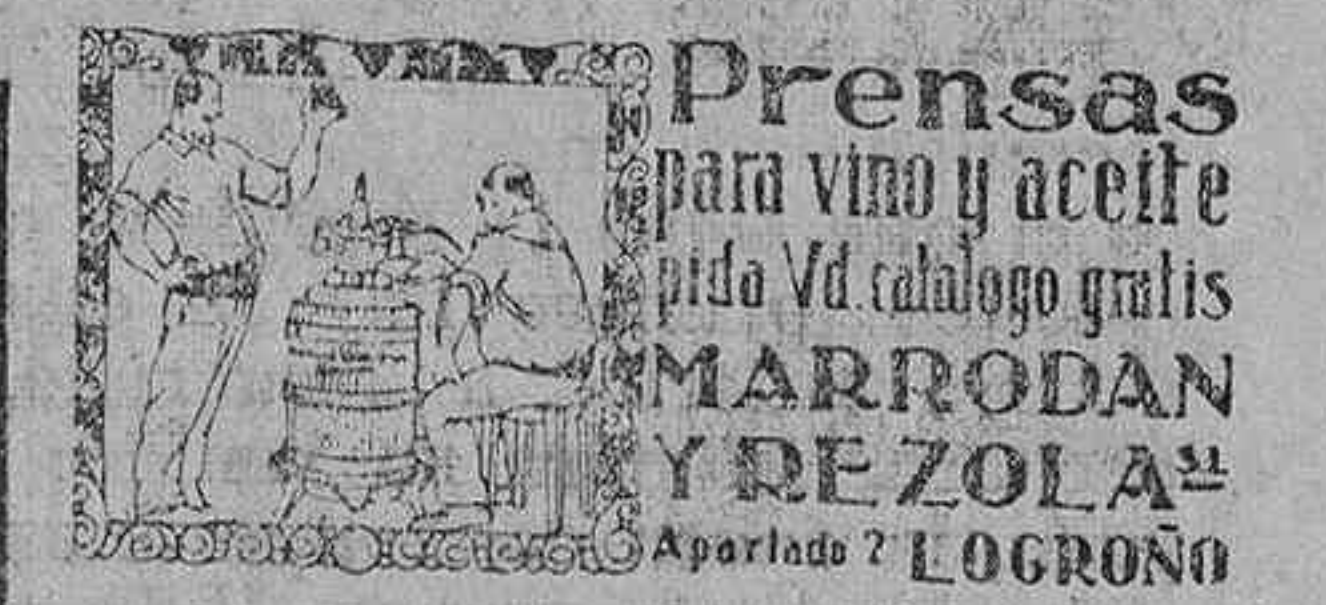 Prensas
para vino y aceite
pida Vd. catalogo gratis
MARRODAN
Y REZOLA S.L
Apartado 2 LOGROÑO